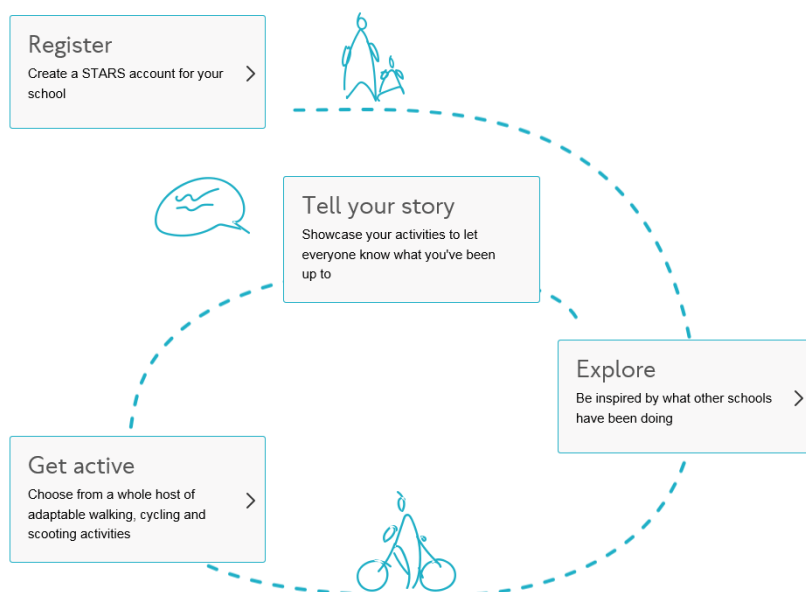 Register
Create a STARS account for your
school
Tell your story
Showcase your activities to let
everyone know what you've been
up to
Explore
Be inspired by what other schools
have been doing
Get active
Choose from a whole host of
adaptable walking, cycling and
scooting activities